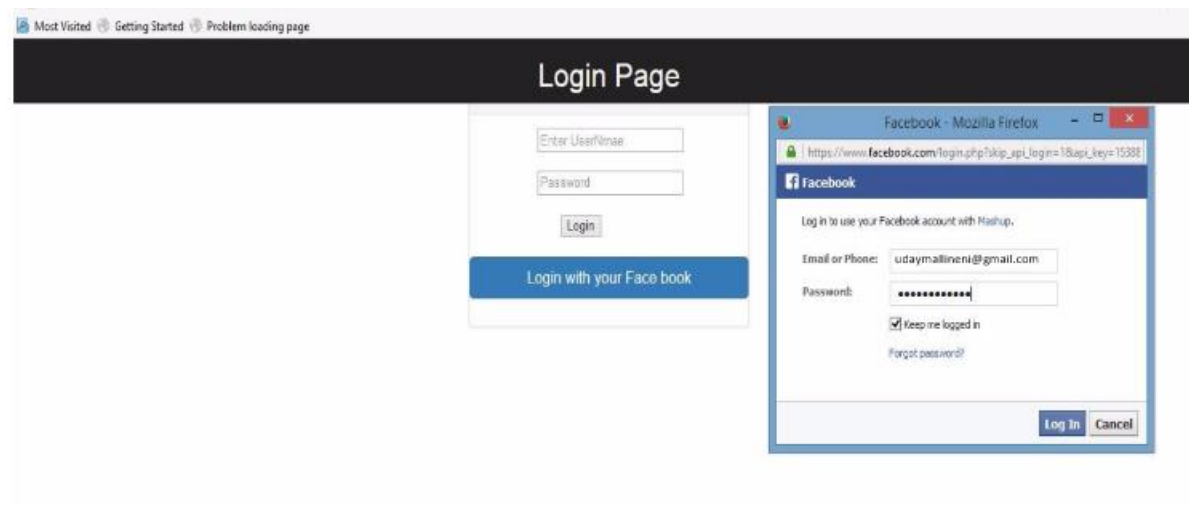 Most Visited Getting Started Problem loading page
Login Page
Enter UserNmae
Password
Login
Login with your Face book
Facebook - Mozilla Firefox
https://www.facebook.com/login.php?skip_api_login=1&api_key=15388
Facebook
Log in to use your Facebook account with Mashup.
Email or Phone: udaymallineni@gmail.com
Password: ••••••••••••
Keep me logged in
Forgot password?
Log In Cancel